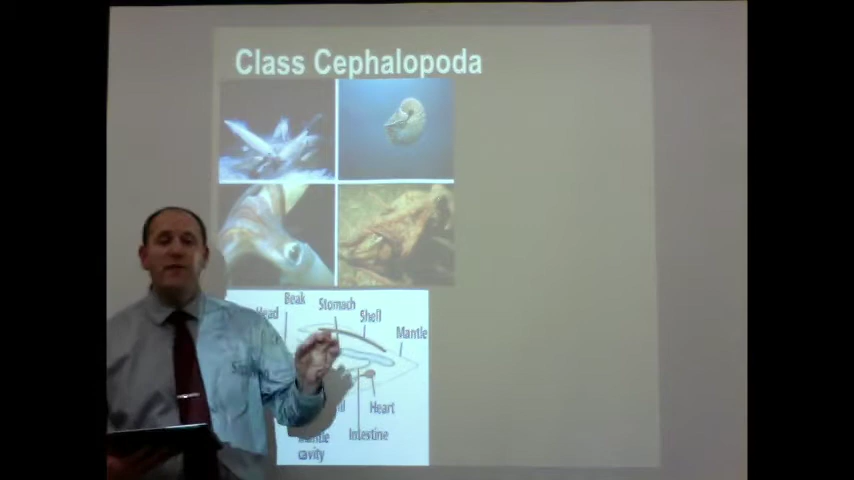 Class Cephalopoda
Beak
Stomach
Head
Shell
Mantle
Heart
Intestine
Mantle
cavity